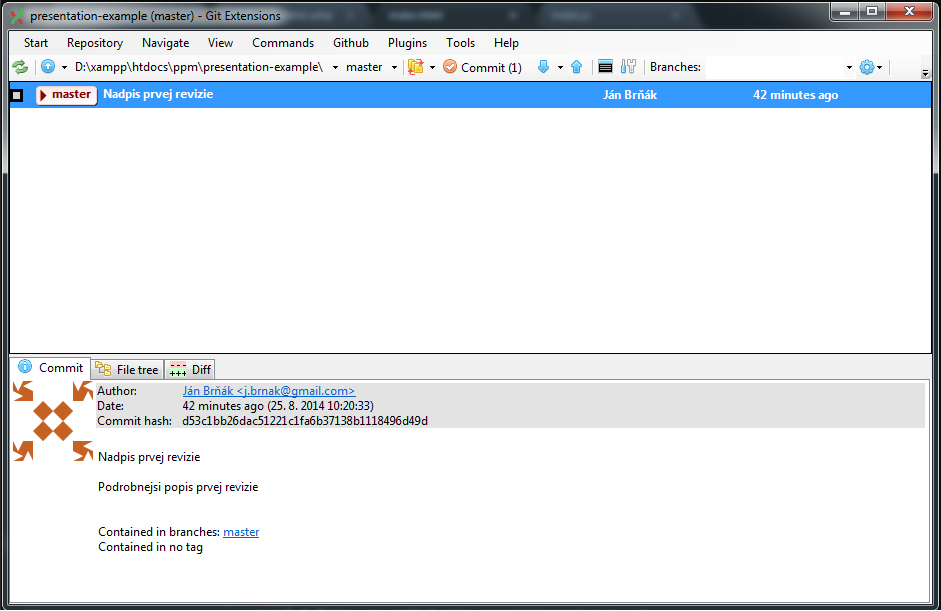 presentation-example (master) - Git Extensions
Start Repository Navigate View Commands Github Plugins Tools Help
D:\xampp\htdocs\ppm\presentation-example\ master Commit (1) Branches:
master Nadpis prvej revizie Ján Brňák 42 minutes ago
Commit File tree Diff
Author: Ján Brňák <j.brnak@gmail.com>
Date: 42 minutes ago (25. 8. 2014 10:20:33)
Commit hash: d53c1bb26dac51221c1fa6b37138b1118496d49d
Nadpis prvej revizie
Podrobnejsi popis prvej revizie
Contained in branches: master
Contained in no tag